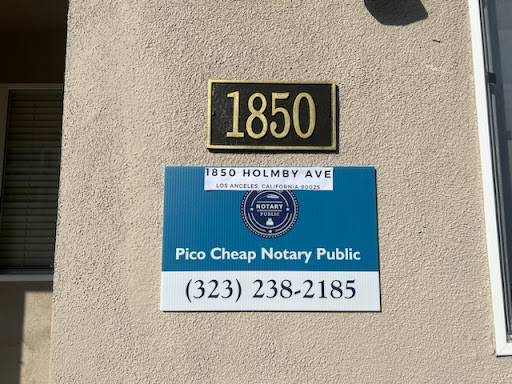 1850
1850 HOLMBY AVE
LOS ANGELES, CALIFORNIA 90025
NOTARY
PUBLIC
Pico Cheap Notary Public
(323) 238-2185